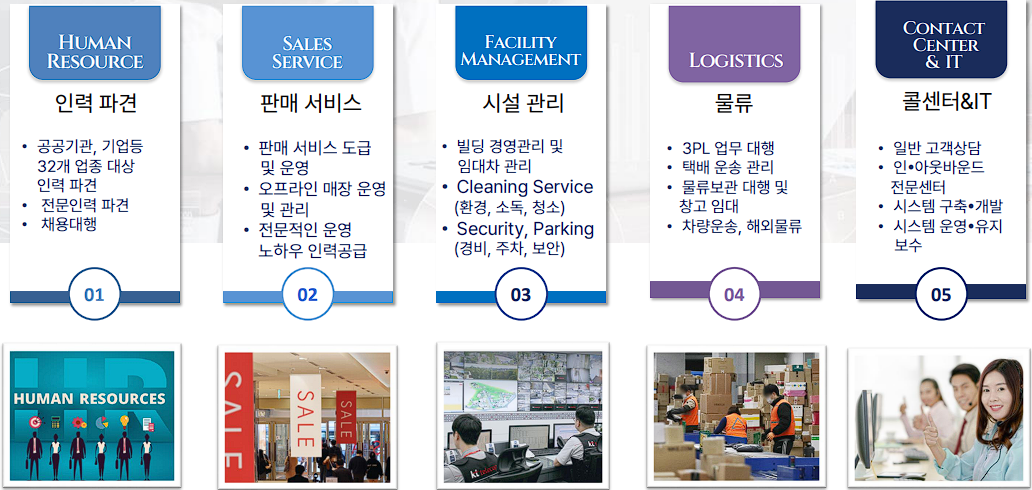 HUMAN
RESOURCE
인력 파견
• 공공기관, 기업등
32개 업종 대상
인력 파견
• 전문인력 파견
• 채용대행
01
SALES
SERVICE
판매 서비스
• 판매 서비스 도급
및 운영
• 오프라인 매장 운영
및 관리
• 전문적인 운영
노하우 인력공급
02
FACILITY
MANAGEMENT
시설 관리
• 빌딩 경영관리 및
임대차 관리
• Cleaning Service
(환경, 소독, 청소)
• Security, Parking
(경비, 주차, 보안)
03
LOGISTICS
물류
• 3PL 업무 대행
• 택배 운송 관리
• 물류보관 대행 및
창고 임대
• 차량운송, 해외물류
04
CONTACT
CENTER
& IT
콜센터&IT
• 일반 고객상담
• 인•아웃바운드
전문센터
• 시스템 구축•개발
• 시스템 운영•유지
보수
05
HR
HUMAN RESOURCES
SALE
SALE
SALE